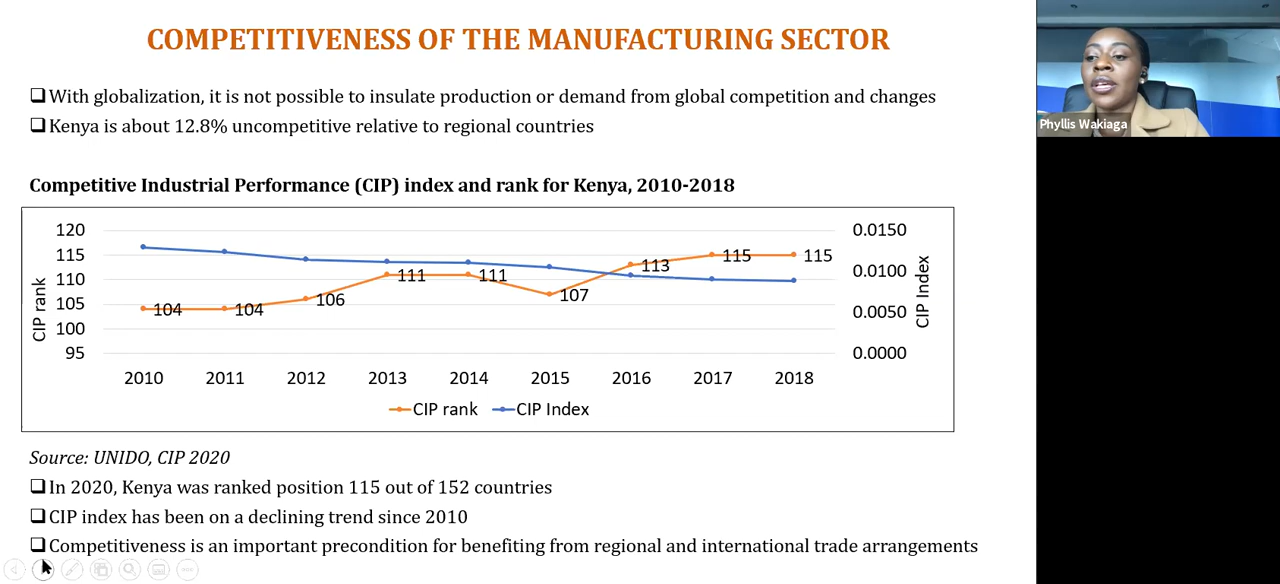 COMPETITIVENESS OF THE MANUFACTURING SECTOR
With globalization, it is not possible to insulate production or demand from global competition and changes
Kenya is about 12.8% uncompetitive relative to regional countries
Phyllis Wakiaga
Competitive Industrial Performance (CIP) index and rank for Kenya, 2010-2018
120
115
110
105
100
95
CIP rank
104
104
106
111
111
107
113
115
115
0.0150
0.0100
0.0050
0.0000
CIP Index
2010 2011 2012 2013 2014 2015 2016 2017 2018
CIP rank CIP Index
Source: UNIDO, CIP 2020
In 2020, Kenya was ranked position 115 out of 152 countries
CIP index has been on a declining trend since 2010
Competitiveness is an important precondition for benefiting from regional and international trade arrangements